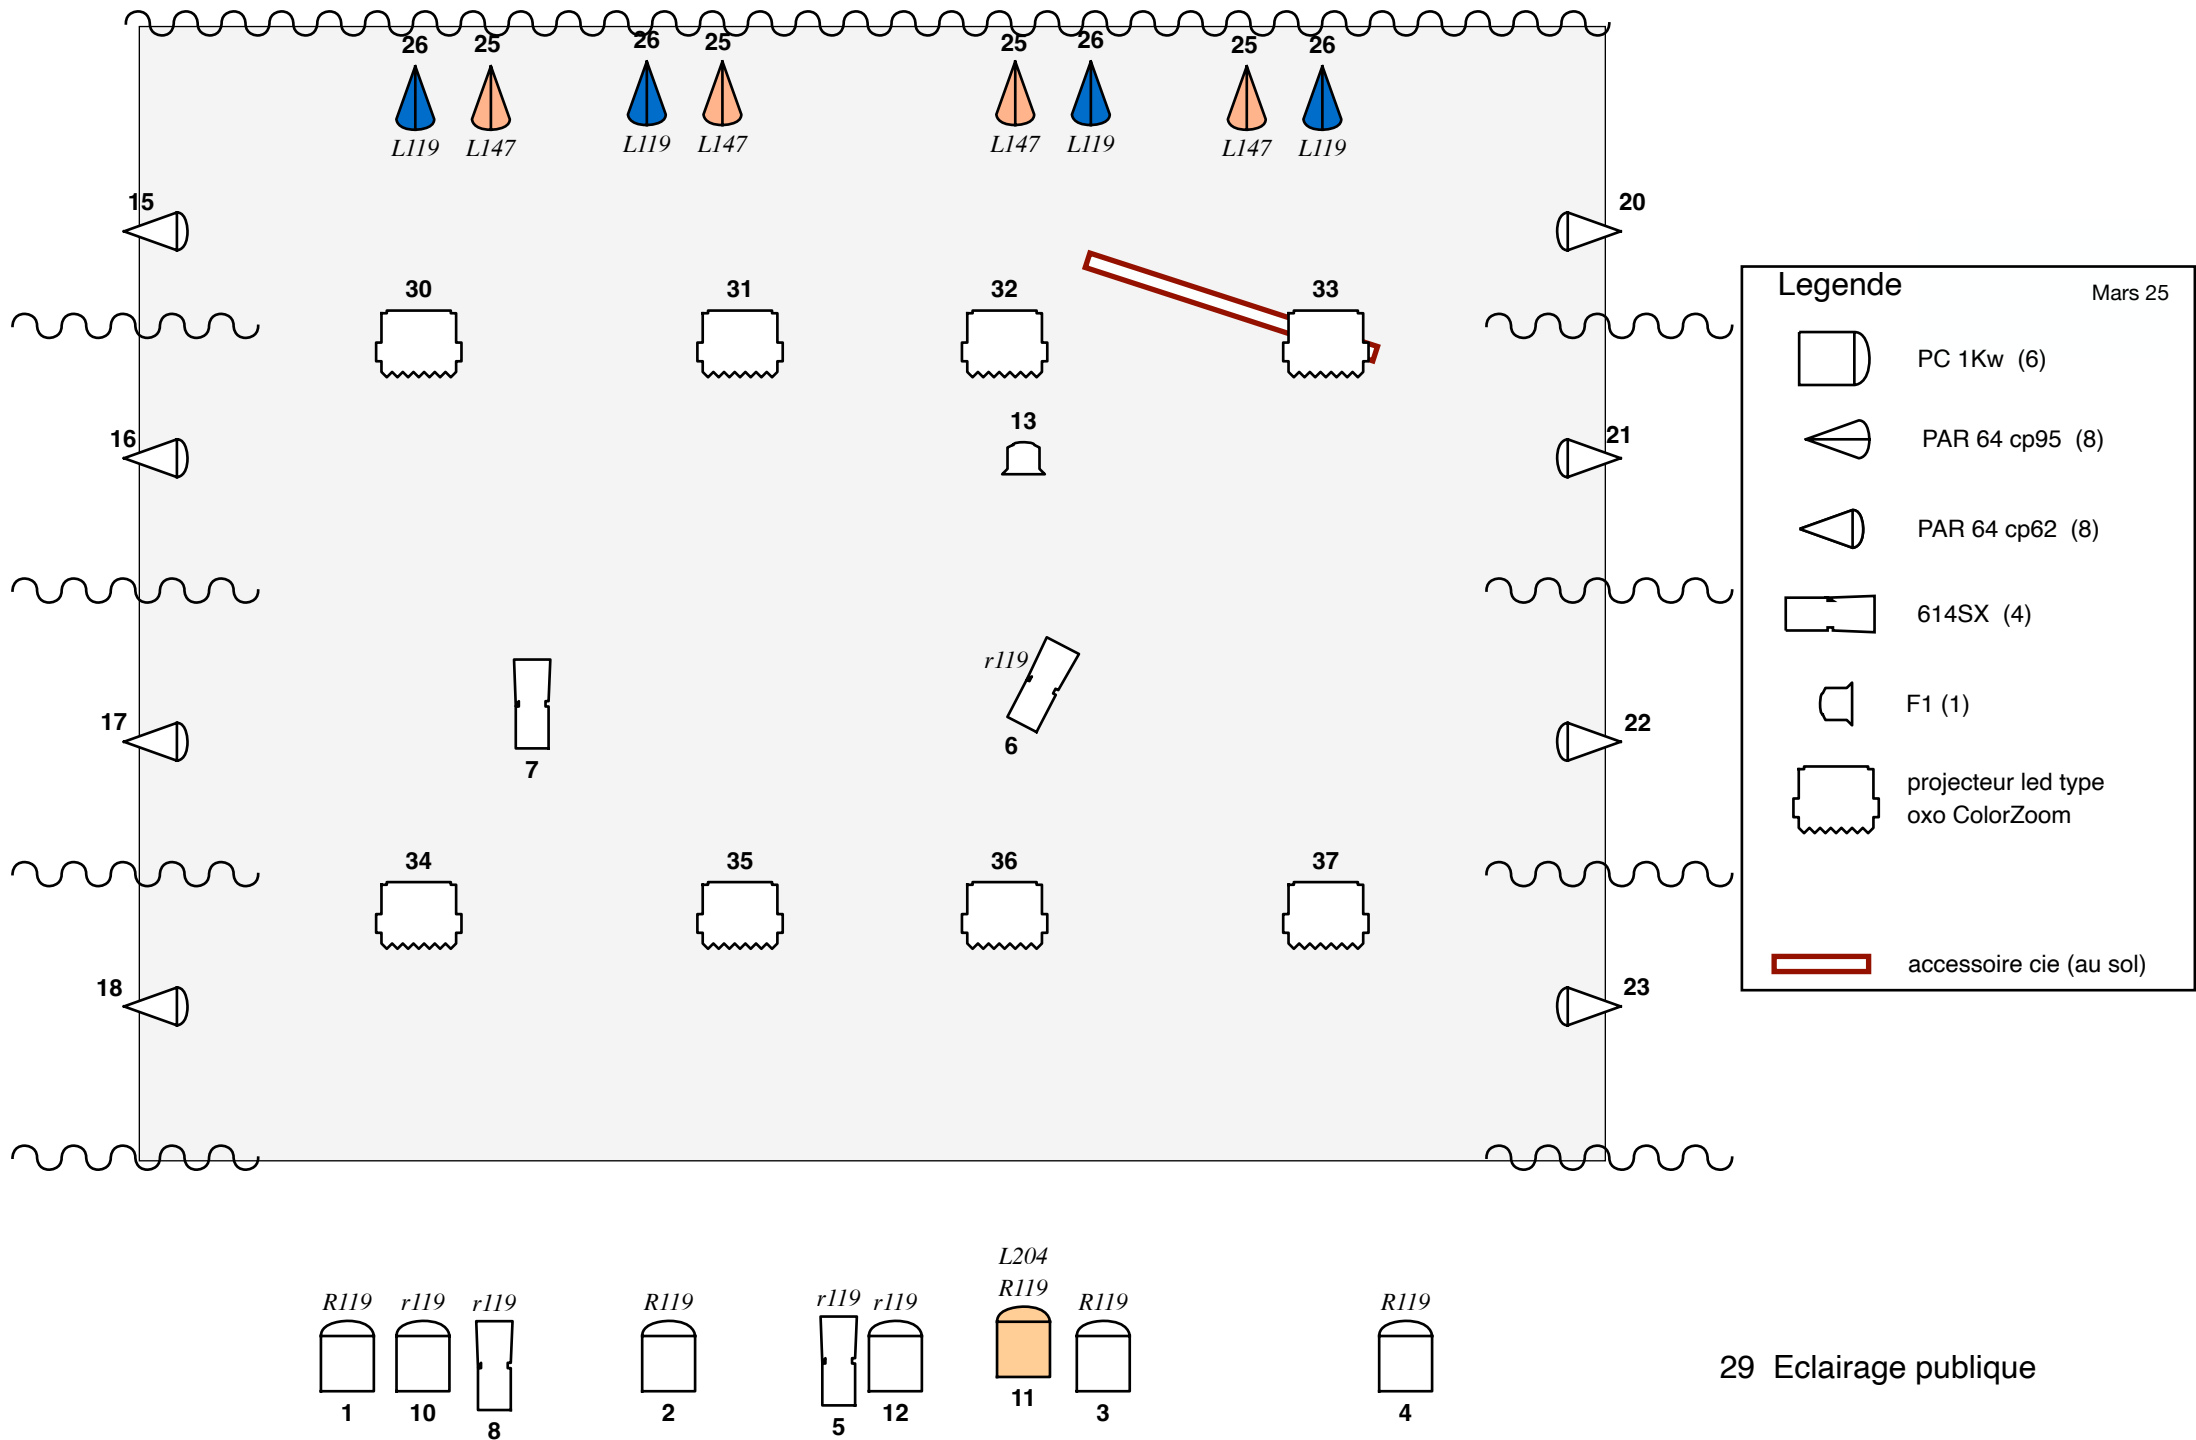 26 25 26 25 25 26 25 26
L119 L147 L119 L147 L147 L119 L147 L119
15 20
30 31 32 33
16 13 21
r119
17 7 6 22
34 35 36 37
18 23
Legende
Mars 25
PC 1Kw (6)
PAR 64 cp95 (8)
PAR 64 cp62 (8)
614SX (4)
F1 (1)
projecteur led type
oxo ColorZoom
accessoire cie (au sol)
L204
R119 r119 r119 R119 r119 r119 R119 R119 R119
1 10 8 2 5 12 11 3 4
29 Eclairage publique